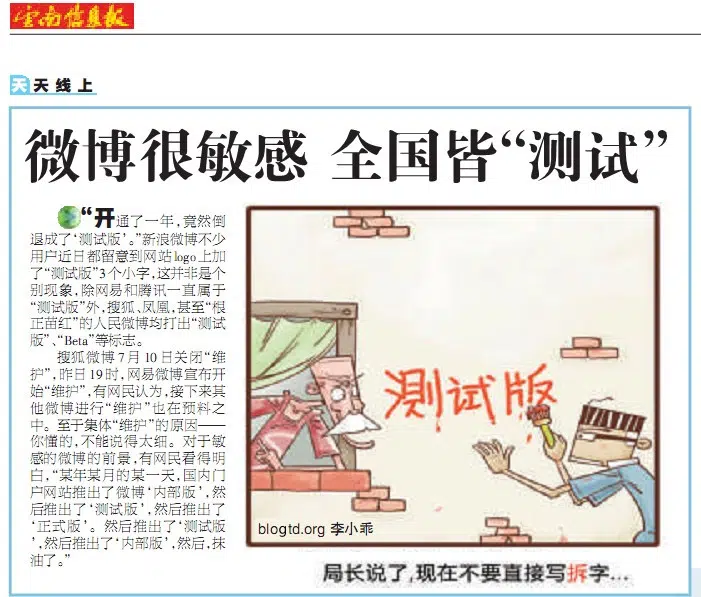 云南信息报
天天线上
微博很敏感 全国皆“测试”
“开通了一年,竟然倒
退成了‘测试版’。”新浪微博不少
用户近日都留意到网站logo上加
了“测试版”3个小字,这并非是个
别现象,除网易和腾讯一直属于
“测试版”外,搜狐、凤凰,甚至“根
正苗红”的人民微博均打出“测试
版”、“Beta”等标志。
搜狐微博7月10日关闭“维
护”,昨日19时,网易微博宣布开
始“维护”,有网民认为,接下来其
他微博进行“维护”也在预料之
中。至于集体“维护”的原因——
你懂的,不能说得太细。对于敏
感的微博的前景,有网民看得明
白,“某年某月的某一天,国内门
户网站推出了微博‘内部版’,然
后推出了‘测试版’,然后推出了
‘正式版’。然后推出了‘测试版
’,然后推出了‘内部版’,然后,抹
油了。”
测试版
blogtd.org 李小乖
局长说了,现在不要直接写拆字...